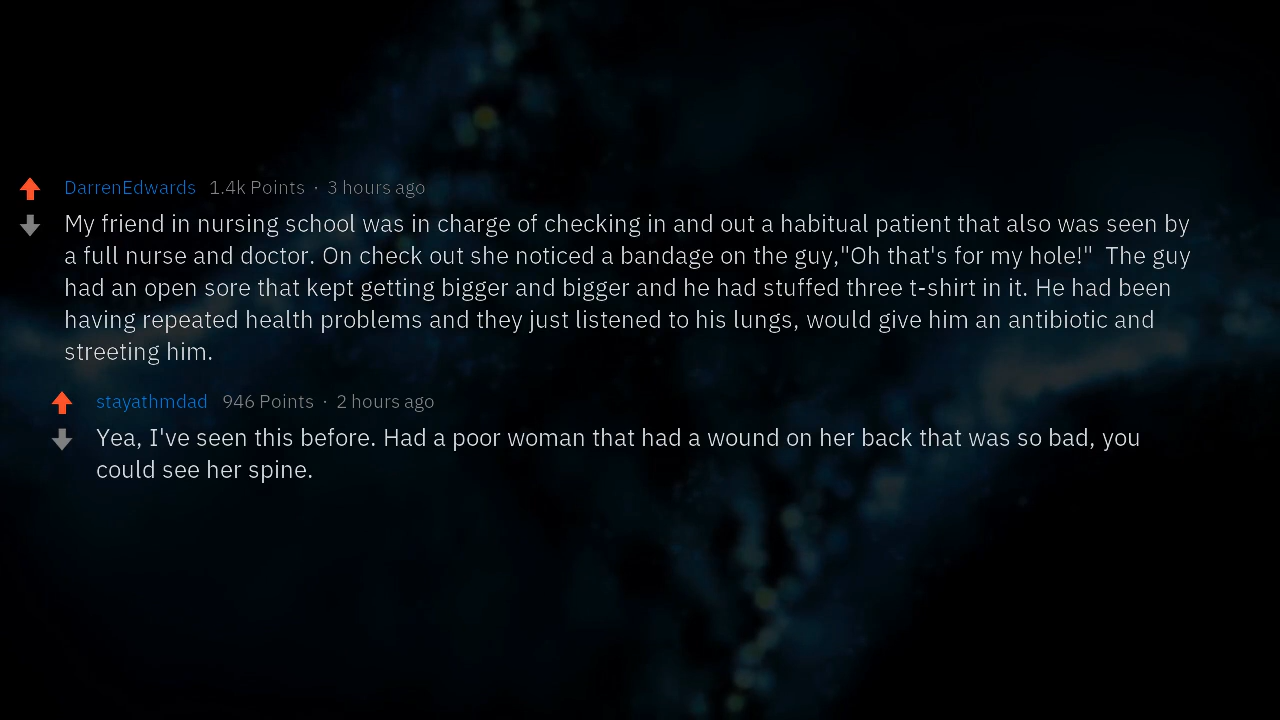 DarrenEdwards 1.4k Points · 3 hours ago
My friend in nursing school was in charge of checking in and out a habitual patient that also was seen by
a full nurse and doctor. On check out she noticed a bandage on the guy,"Oh that's for my hole!"  The guy
had an open sore that kept getting bigger and bigger and he had stuffed three t-shirt in it. He had been
having repeated health problems and they just listened to his lungs, would give him an antibiotic and
streeting him.
stayathmdad 946 Points · 2 hours ago
Yea, I've seen this before. Had a poor woman that had a wound on her back that was so bad, you
could see her spine.